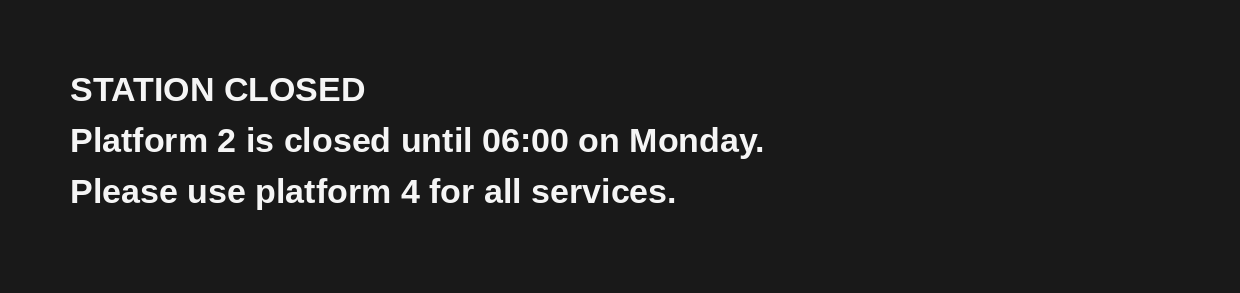 STATION CLOSED
Platform 2 is closed until 06:00 on Monday.
Please use platform 4 for all services.